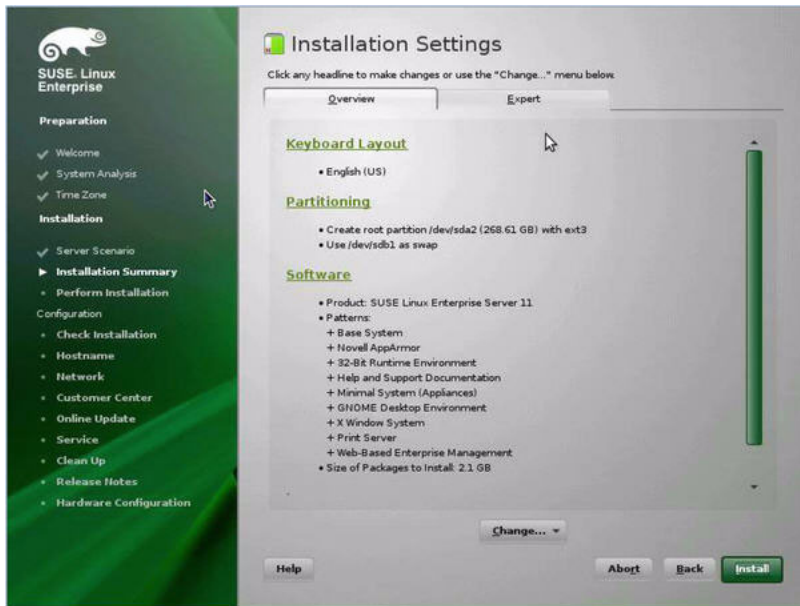 SUSE. Linux
Enterprise
Preparation
Welcome
System Analysis
Time Zone
Installation
Server Scenario
Installation Summary
Perform Installation
Configuration
Check Installation
Hostname
Network
Customer Center
Online Update
Service
Clean Up
Release Notes
Hardware Configuration
Installation Settings
Click any headline to make changes or use the "Change..." menu below.
Overview
Expert
Keyboard Layout
• English (US)
Partitioning
• Create root partition /dev/sda2 (268.61 GB) with ext3
• Use /dev/sdb1 as swap
Software
• Product: SUSE Linux Enterprise Server 11
• Patterns:
+ Base System
+ Novell AppArmor
+ 32-Bit Runtime Environment
+ Help and Support Documentation
+ Minimal System (Appliances)
+ GNOME Desktop Environment
+ X Window System
+ Print Server
+ Web-Based Enterprise Management
• Size of Packages to Install: 2.1 GB
Change...
Help
Abort
Back
Install